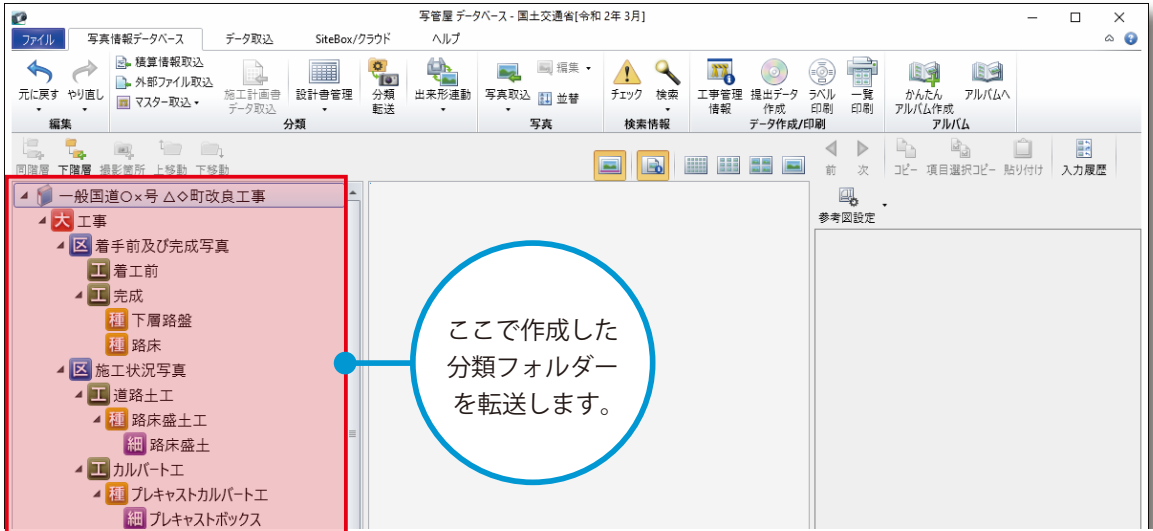 写管屋 データベース - 国土交通省[令和 2年 3月]
ファイル 写真情報データベース データ取込 SiteBox/クラウド ヘルプ
元に戻す やり直し
編集
積算情報取込
外部ファイル取込
マスター取込
施工計画書
データ取込
設計書管理
分類
転送
分類
出来形連動
写真取込
編集
並替
写真
チェック 検索
検索情報
工事管理
情報
提出データ
作成
ラベル
印刷
一覧
印刷
データ作成/印刷
かんたん
アルバム作成
アルバムへ
アルバム
同階層 下階層 撮影箇所 上移動 下移動
前 次 コピー 項目選択コピー 貼り付け 入力履歴
参考図設定
一般国道○×号 △◇町改良工事
大 工事
区 着手前及び完成写真
工 着工前
工 完成
種 下層路盤
種 路床
区 施工状況写真
工 道路土工
種 路床盛土工
細 路床盛土
工 カルバート工
種 プレキャストカルバート工
細 プレキャストボックス
ここで作成した
分類フォルダー
を転送します。